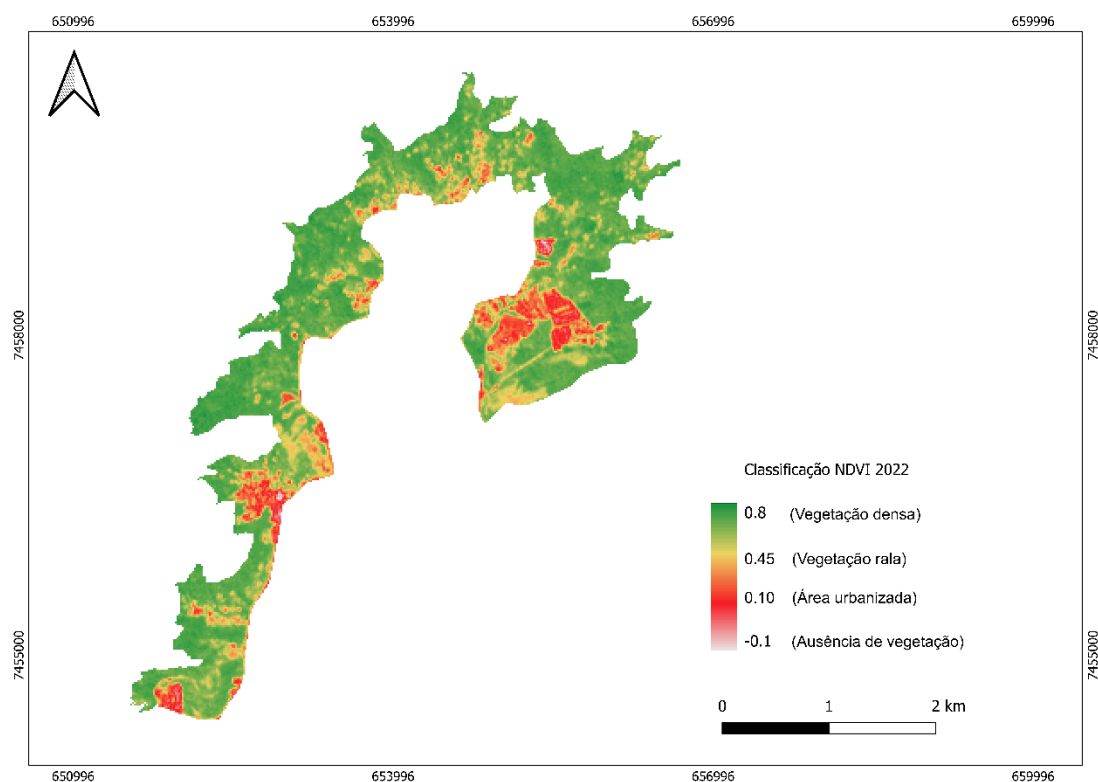 650996 653996 656996 659996
7458000 7458000
Classificação NDVI 2022
0.8 (Vegetação densa)
0.45 (Vegetação rala)
0.10 (Área urbanizada)
-0.1 (Ausência de vegetação)
7455000 7455000
0 1 2 km
650996 653996 656996 659996